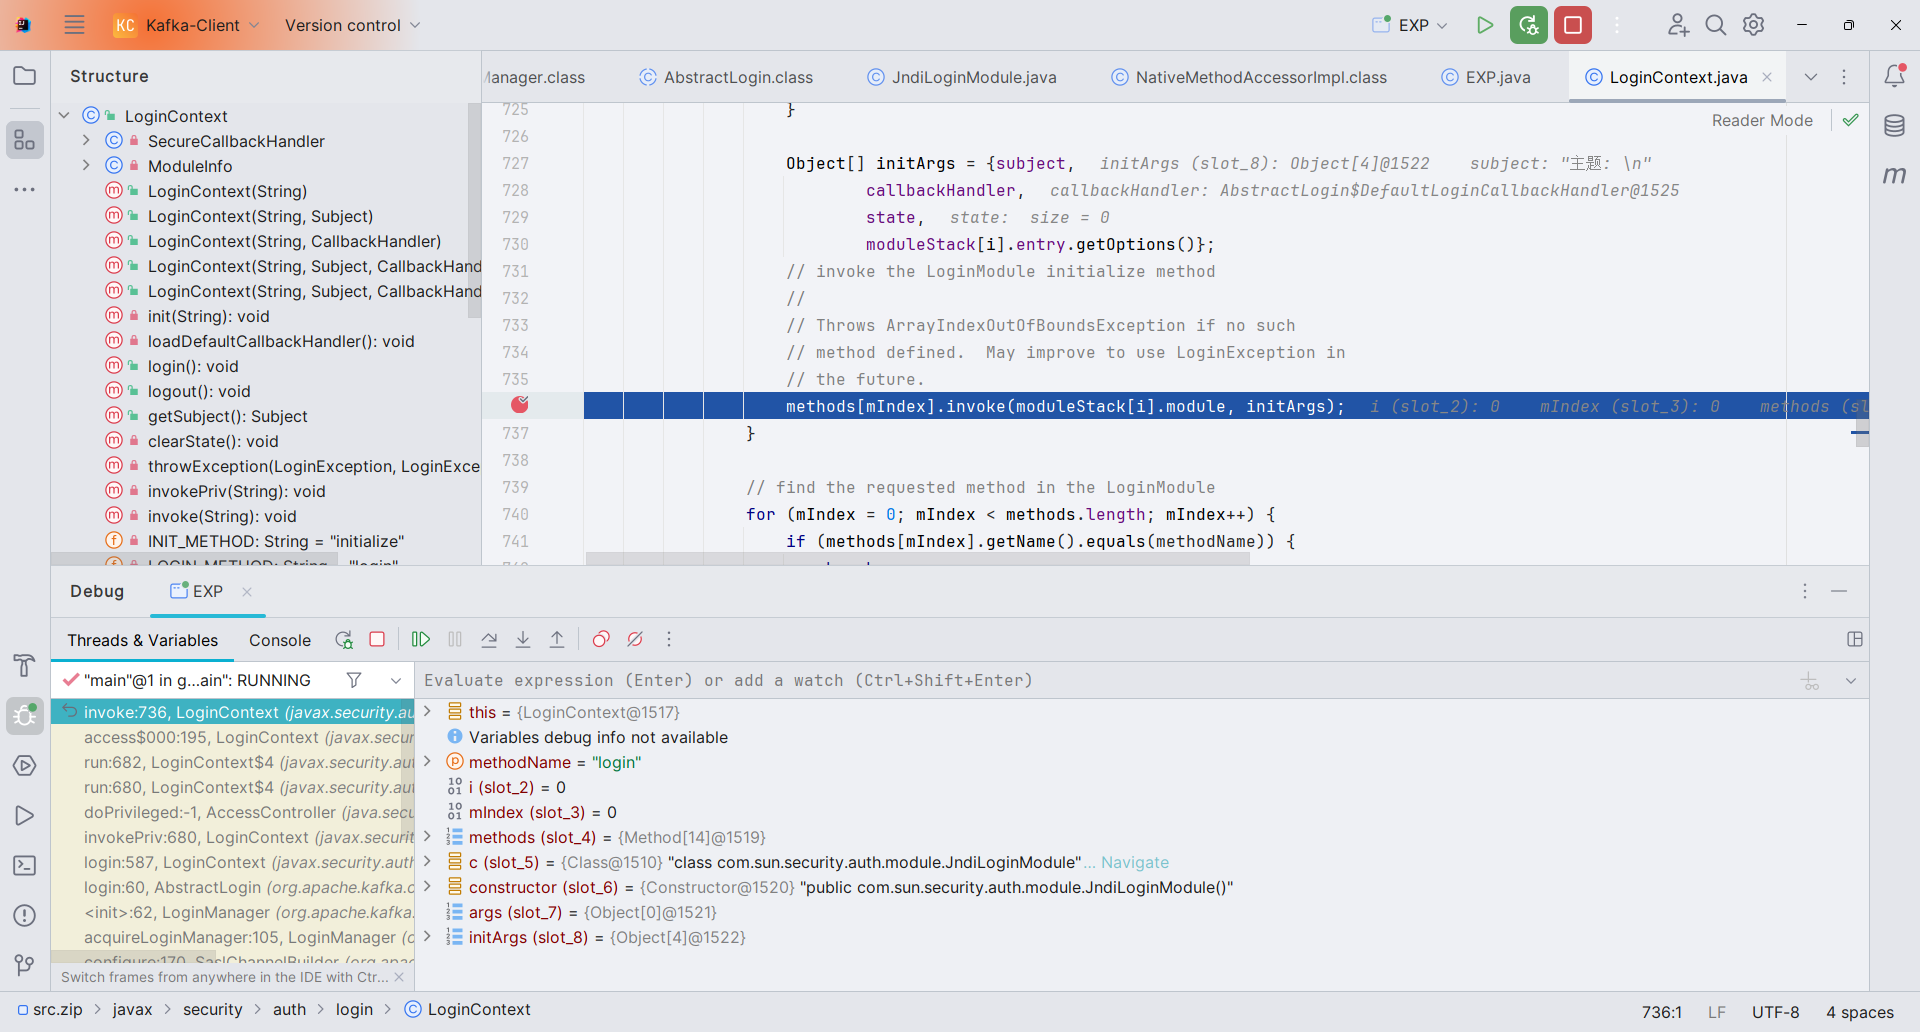 KC Kafka-Client Version control EXP
Structure
Manager.class AbstractLogin.class JndiLoginModule.java NativeMethodAccessorImpl.class EXP.java LoginContext.java
LoginContext
SecureCallbackHandler
ModuleInfo
LoginContext(String)
LoginContext(String, Subject)
LoginContext(String, CallbackHandler)
LoginContext(String, Subject, CallbackHand
LoginContext(String, Subject, CallbackHand
init(String): void
loadDefaultCallbackHandler(): void
login(): void
logout(): void
getSubject(): Subject
clearState(): void
throwException(LoginException, LoginExce
invokePriv(String): void
invoke(String): void
INIT_METHOD: String = "initialize"
LOGIN_METHOD: String = "login"
Reader Mode
725 }
726
727 Object[] initArgs = {subject, initArgs (slot_8): Object[4]@1522 subject: "主题: \n"
728 callbackHandler, callbackHandler: AbstractLogin$DefaultLoginCallbackHandler@1525
729 state, state: size = 0
730 moduleStack[i].entry.getOptions()};
731 // invoke the LoginModule initialize method
732 //
733 // Throws ArrayIndexOutOfBoundsException if no such
734 // method defined. May improve to use LoginException in
735 // the future.
methods[mIndex].invoke(moduleStack[i].module, initArgs); i (slot_2): 0 mIndex (slot_3): 0 methods (sl
737 }
738
739 // find the requested method in the LoginModule
740 for (mIndex = 0; mIndex < methods.length; mIndex++) {
741 if (methods[mIndex].getName().equals(methodName)) {
Debug EXP
Threads & Variables Console
"main"@1 in g...ain": RUNNING
Evaluate expression (Enter) or add a watch (Ctrl+Shift+Enter)
invoke:736, LoginContext (javax.security.au
access$000:195, LoginContext (javax.secur
run:682, LoginContext$4 (javax.security.aut
run:680, LoginContext$4 (javax.security.aut
doPrivileged:-1, AccessController (java.secu
invokePriv:680, LoginContext (javax.securit
login:587, LoginContext (javax.security.auth
login:60, AbstractLogin (org.apache.kafka.c
<init>:62, LoginManager (org.apache.kafka.
acquireLoginManager:105, LoginManager (o
configure:170, SaslChannelBuilder (org.apac
Switch frames from anywhere in the IDE with Ctr...
this = {LoginContext@1517}
Variables debug info not available
methodName = "login"
i (slot_2) = 0
mIndex (slot_3) = 0
methods (slot_4) = {Method[14]@1519}
c (slot_5) = {Class@1510} "class com.sun.security.auth.module.JndiLoginModule"... Navigate
constructor (slot_6) = {Constructor@1520} "public com.sun.security.auth.module.JndiLoginModule()"
args (slot_7) = {Object[0]@1521}
initArgs (slot_8) = {Object[4]@1522}
src.zip > javax > security > auth > login > LoginContext
736:1 LF UTF-8 4 spaces